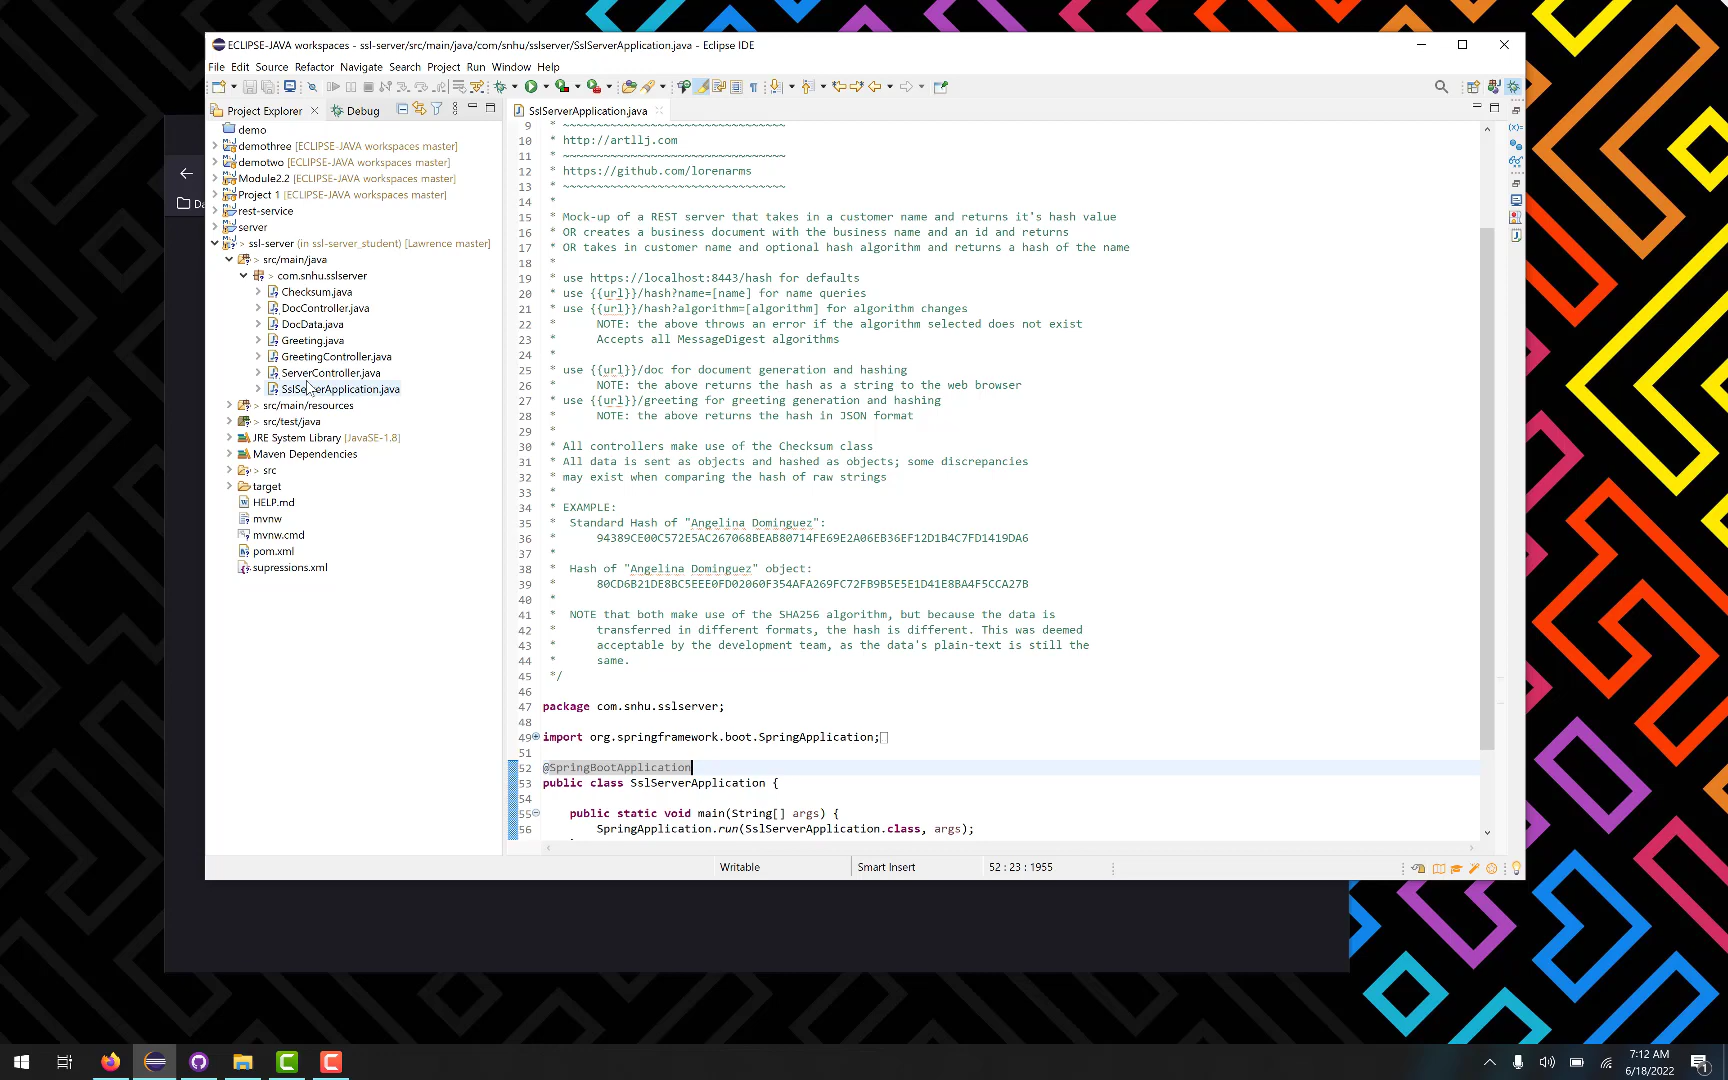 ECLIPSE-JAVA workspaces - ssl-server/src/main/java/com/snhu/sslserver/SslServerApplication.java - Eclipse IDE
File Edit Source Refactor Navigate Search Project Run Window Help
Project Explorer
Debug
SslServerApplication.java
demo
demothree [ECLIPSE-JAVA workspaces master]
demotwo [ECLIPSE-JAVA workspaces master]
Module2.2 [ECLIPSE-JAVA workspaces master]
Project 1 [ECLIPSE-JAVA workspaces master]
rest-service
server
> ssl-server (in ssl-server_student) [Lawrence master]
> src/main/java
> com.snhu.sslserver
Checksum.java
DocController.java
DocData.java
Greeting.java
GreetingController.java
ServerController.java
SslServerApplication.java
> src/main/resources
> src/test/java
JRE System Library [JavaSE-1.8]
Maven Dependencies
> src
target
HELP.md
mvnw
mvnw.cmd
pom.xml
supressions.xml
9 * ~~~~~~~~~~~~~~~~~~~~~~~~~~~~~~~~~
10 * http://artllj.com
11 * ~~~~~~~~~~~~~~~~~~~~~~~~~~~~~~~~~
12 * https://github.com/lorenarms
13 * ~~~~~~~~~~~~~~~~~~~~~~~~~~~~~~~~~
14 *
15 * Mock-up of a REST server that takes in a customer name and returns it's hash value
16 * OR creates a business document with the business name and an id and returns
17 * OR takes in customer name and optional hash algorithm and returns a hash of the name
18 *
19 * use https://localhost:8443/hash for defaults
20 * use {{url}}/hash?name=[name] for name queries
21 * use {{url}}/hash?algorithm=[algorithm] for algorithm changes
22 * NOTE: the above throws an error if the algorithm selected does not exist
23 * Accepts all MessageDigest algorithms
24 *
25 * use {{url}}/doc for document generation and hashing
26 * NOTE: the above returns the hash as a string to the web browser
27 * use {{url}}/greeting for greeting generation and hashing
28 * NOTE: the above returns the hash in JSON format
29 *
30 * All controllers make use of the Checksum class
31 * All data is sent as objects and hashed as objects; some discrepancies
32 * may exist when comparing the hash of raw strings
33 *
34 * EXAMPLE:
35 * Standard Hash of "Angelina Dominguez":
36 * 94389CE00C572E5AC267068BEAB80714FE69E2A06EB36EF12D1B4C7FD1419DA6
37 *
38 * Hash of "Angelina Dominguez" object:
39 * 80CD6B21DE8BC5EEE0FD02060F354AFA269FC72FB9B5E5E1D41E8BA4F5CCA27B
40 *
41 * NOTE that both make use of the SHA256 algorithm, but because the data is
42 * transferred in different formats, the hash is different. This was deemed
43 * acceptable by the development team, as the data's plain-text is still the
44 * same.
45 */
46
47 package com.snhu.sslserver;
48
49 import org.springframework.boot.SpringApplication;
51
52 @SpringBootApplication
53 public class SslServerApplication {
54
55 public static void main(String[] args) {
56 SpringApplication.run(SslServerApplication.class, args);
Writable
Smart Insert
52 : 23 : 1955
7:12 AM
6/18/2022
1